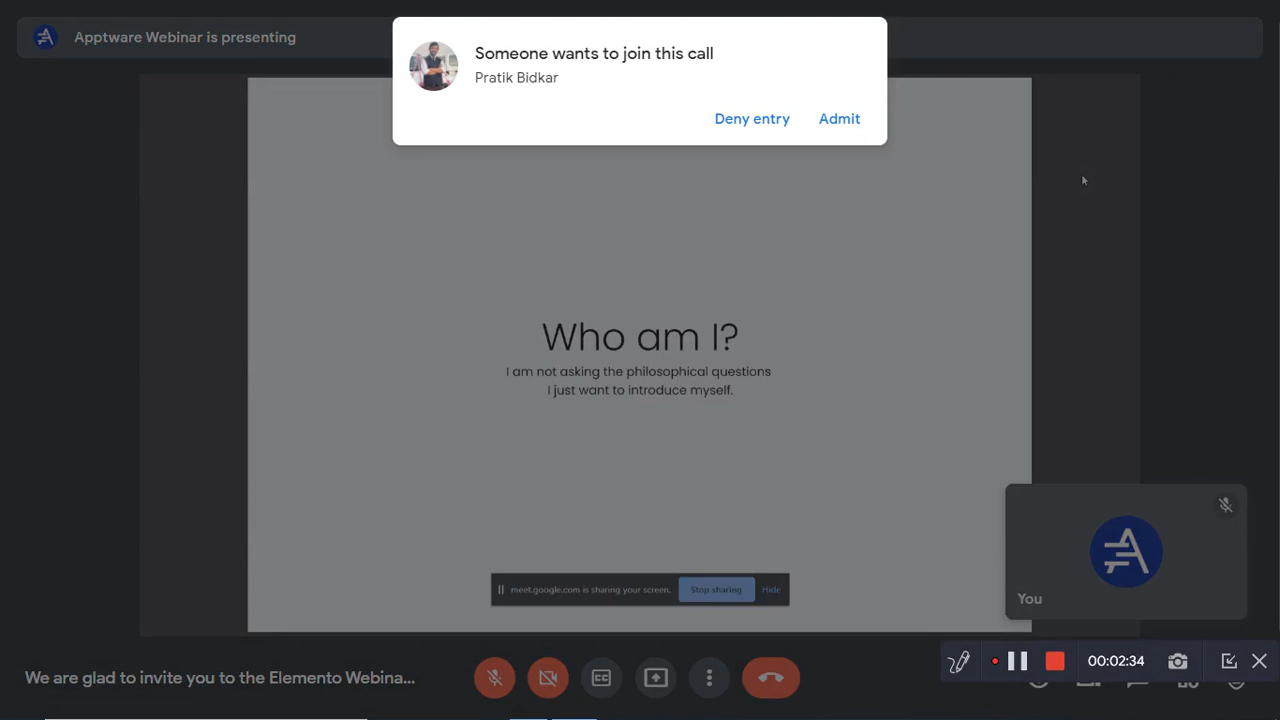 Apptware Webinar is presenting
Someone wants to join this call
Pratik Bidkar
Deny entry
Admit
Who am I?
I am not asking the philosophical questions
I just want to introduce myself.
meet.google.com is sharing your screen.
Stop sharing
Hide
You
We are glad to invite you to the Elemento Webina...
00:02:34